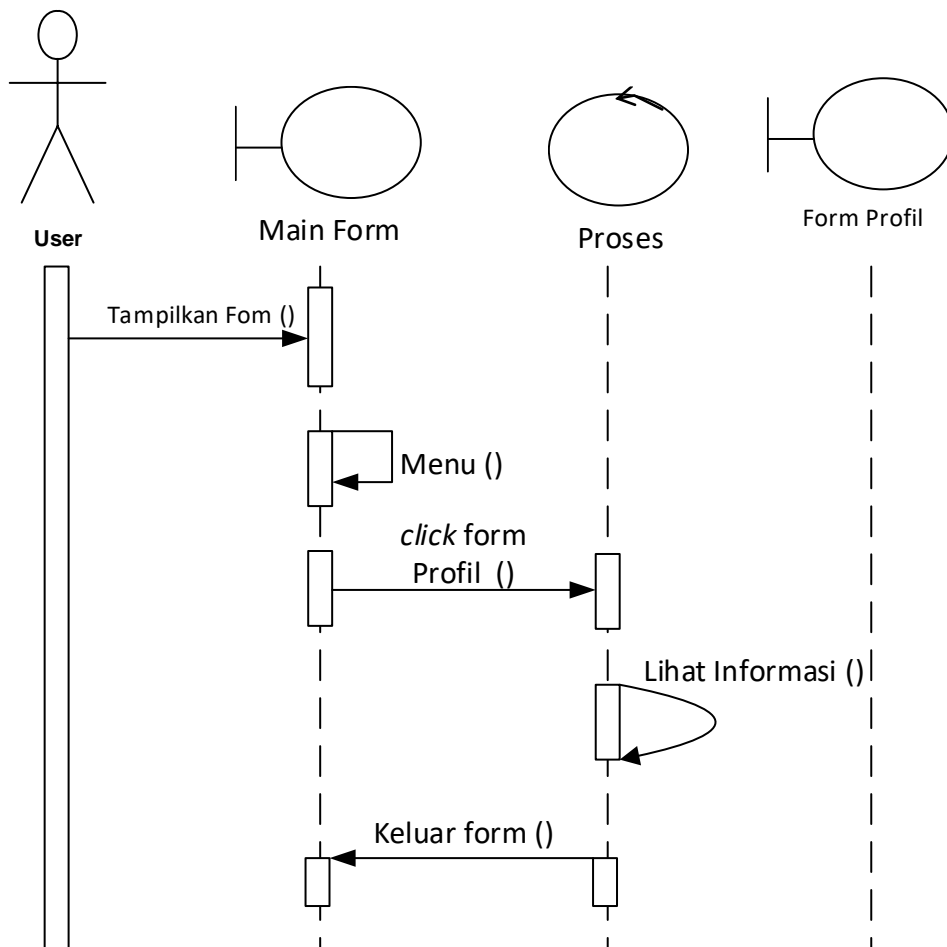 User
Main Form
Proses
Form Profil
Tampilkan Fom ()
Menu ()
click form
Profil  ()
Lihat Informasi ()
Keluar form ()